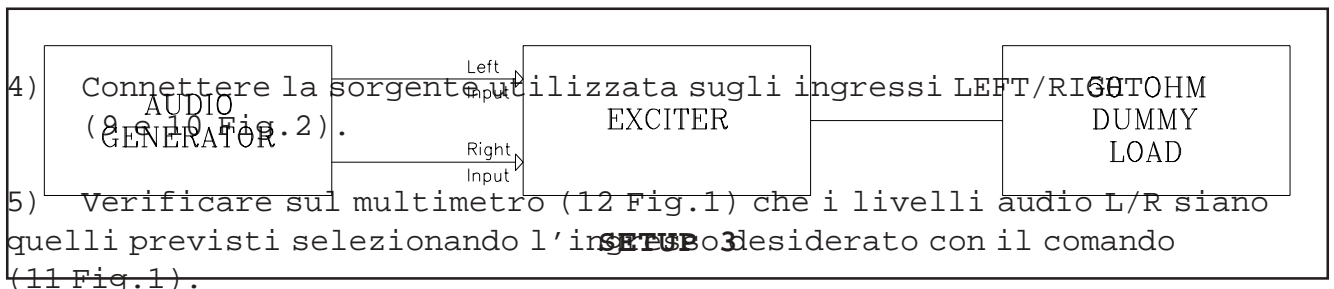 Left
4) Connettere la sorgente utilizzata sugli ingressi LEFT/RIGHT
Input
50 OHM
AUDIO
(9 e 10 Fig.2).
GENERATOR
EXCITER
DUMMY
LOAD
Right
Input
5) Verificare sul multimetro (12 Fig.1) che i livelli audio L/R siano
quelli previsti selezionando l'ingresso desiderato con il comando
SETUP 3
(11 Fig.1).